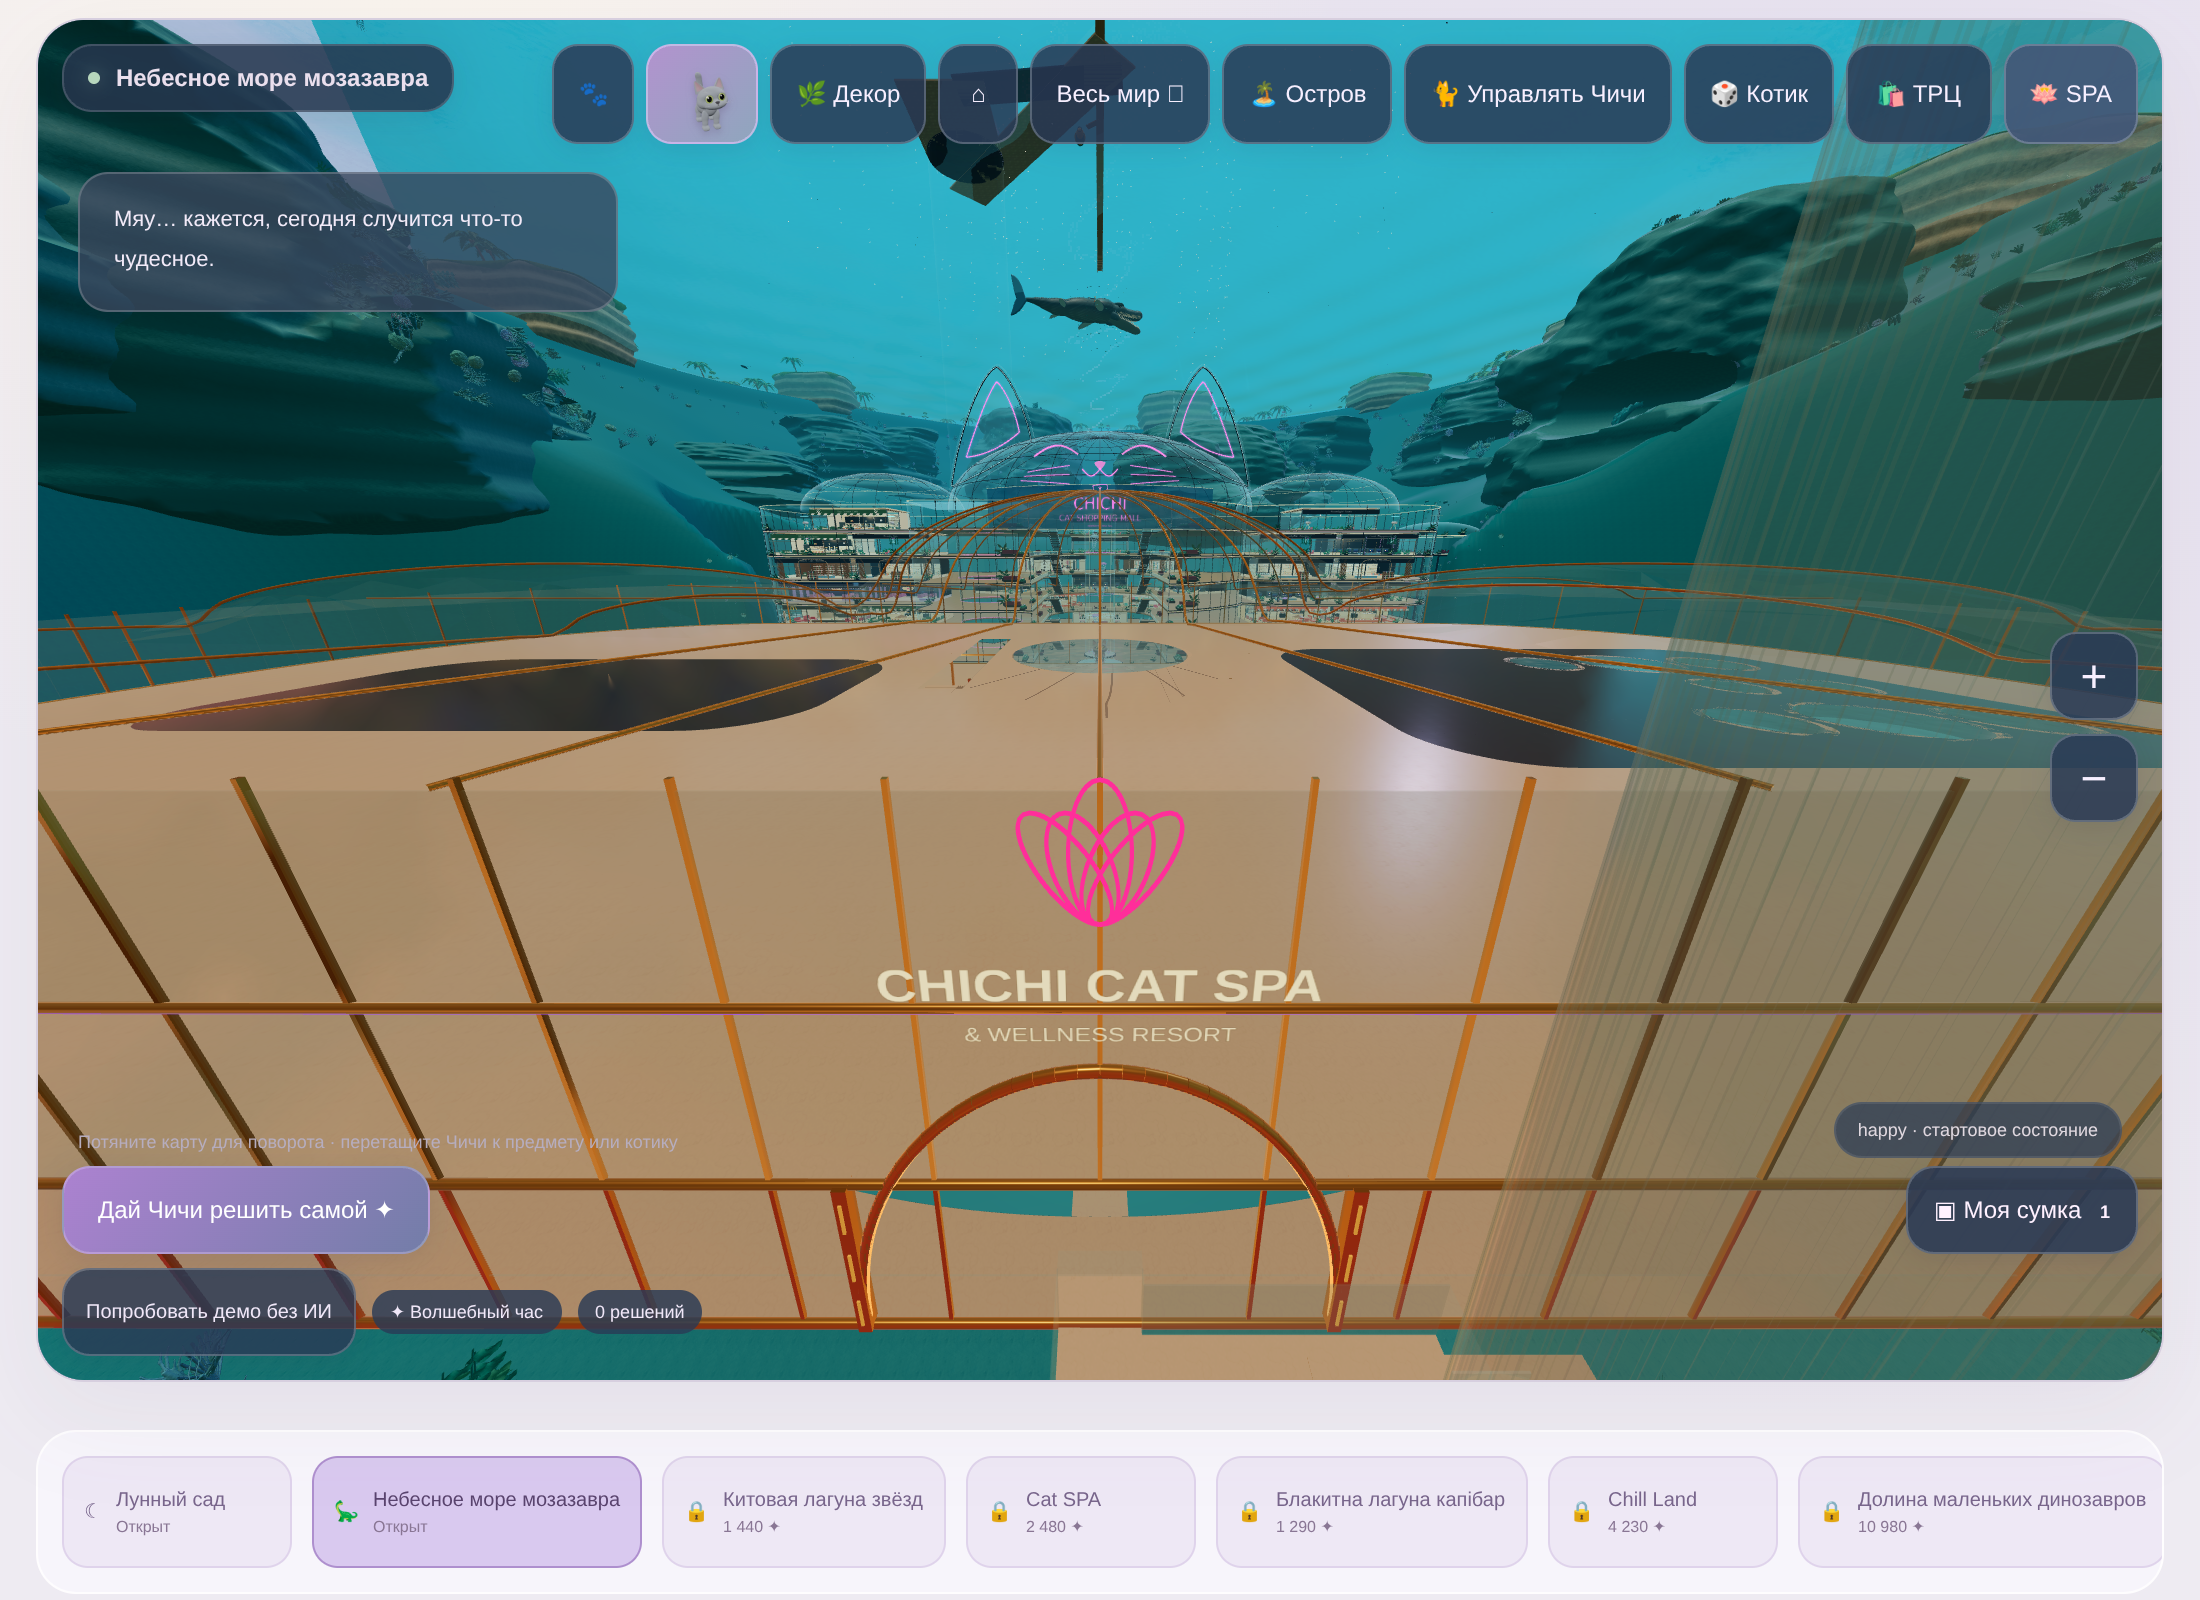 Небесное море мозазавра
🐾
🌿 Декор
⌂
Весь мир
🏝️ Остров
🐈 Управлять Чичи
🎲 Котик
🛍️ ТРЦ
🪷 SPA
Мяу… кажется, сегодня случится что-то
чудесное.
CHICHI
CAT SHOPPING MALL
+
−
CHICHI CAT SPA
& WELLNESS RESORT
Потяните карту для поворота · перетащите Чичи к предмету или котику
happy · стартовое состояние
Дай Чичи решить самой ✦
▣ Моя сумка 1
Попробовать демо без ИИ
✦ Волшебный час
0 решений
☾ Лунный сад
Открыт
🦕 Небесное море мозазавра
Открыт
🔒 Китовая лагуна звёзд
1 440 ✦
🔒 Cat SPA
2 480 ✦
🔒 Блакитна лагуна капібар
1 290 ✦
🔒 Chill Land
4 230 ✦
🔒 Долина маленьких динозавров
10 980 ✦